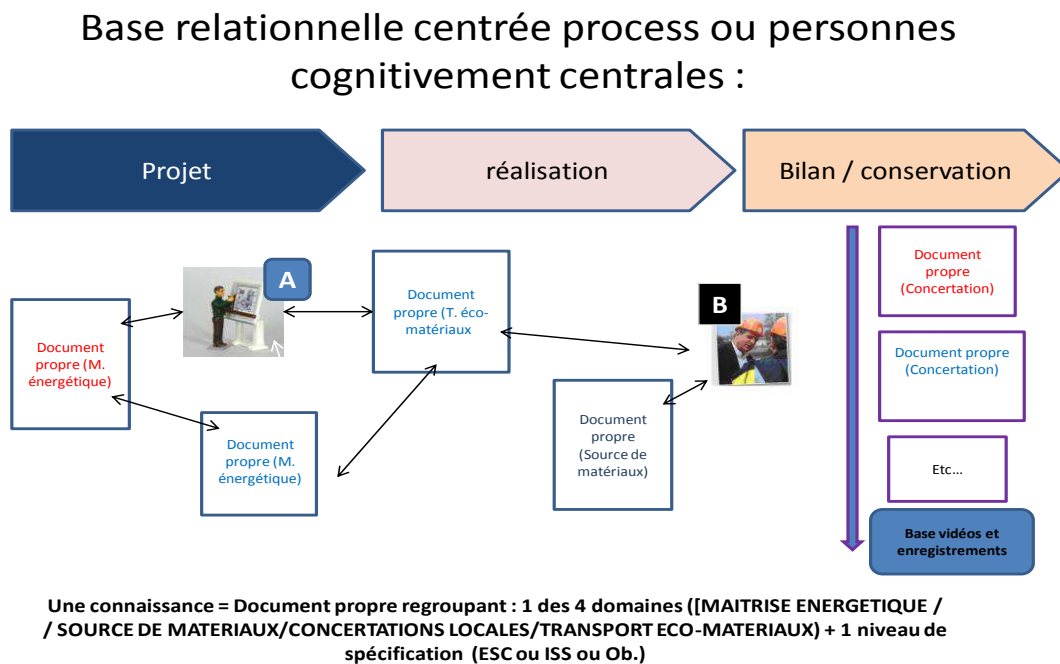 Base relationnelle centrée process ou personnes
cognitivement centrales :
Projet
réalisation
Bilan / conservation
A
Document
propre (M.
énergétique)
Document
propre (M.
énergétique)
Document
propre (T. éco-
matériaux
B
Document
propre
(Source de
matériaux)
Document
propre
(Concertation)
Document propre
(Concertation)
Etc...
Base vidéos et
enregistrements
Une connaissance = Document propre regroupant : 1 des 4 domaines ([MAITRISE ENERGETIQUE /
/ SOURCE DE MATERIAUX/CONCERTATIONS LOCALES/TRANSPORT ECO-MATERIAUX) + 1 niveau de
spécification (ESC ou ISS ou Ob.)